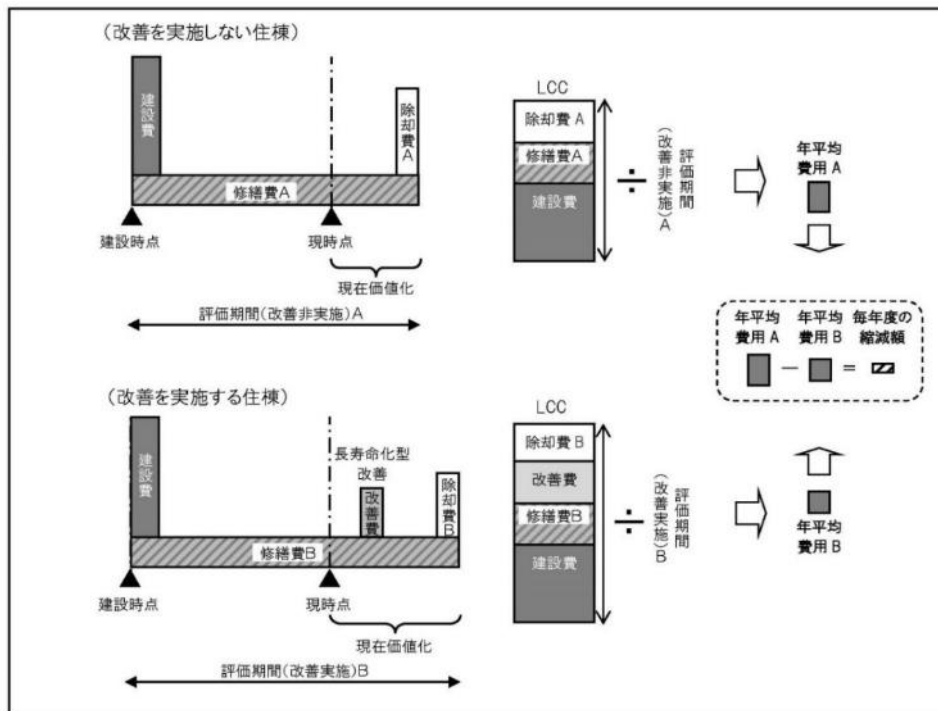 (改善を実施しない住棟)
建設費
除却費A
修繕費A
建設時点
現時点
現在価値化
評価期間(改善非実施)A
LCC
除却費 A
修繕費A
建設費
÷
評価期間
(改善非実施)A
年平均
費用 A
年平均 年平均 毎年度の
費用 A 費用 B 縮減額
－ ＝
(改善を実施する住棟)
建設費
長寿命化型
改善
改善費
除却費B
修繕費B
建設時点
現時点
現在価値化
評価期間(改善実施)B
LCC
除却費 B
改善費
修繕費B
建設費
÷
評価期間
(改善実施)B
年平均
費用 B